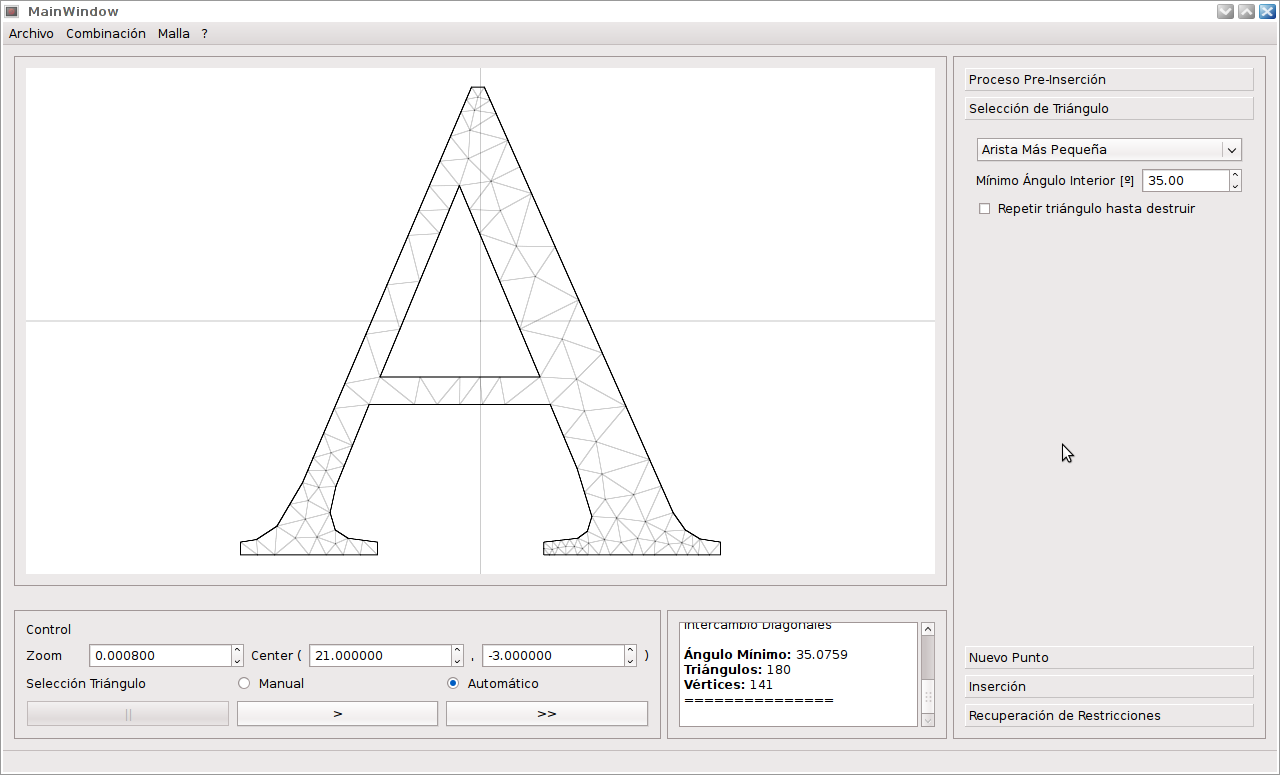 MainWindow
Archivo Combinación Malla ?
Proceso Pre-Inserción
Selección de Triángulo
Arista Más Pequeña
Mínimo Ángulo Interior [º] 35.00
Repetir triángulo hasta destruir
Nuevo Punto
Inserción
Recuperación de Restricciones
Control
Zoom 0.000800 Center ( 21.000000 , -3.000000 )
Selección Triángulo Manual Automático
|| > >>
Intercambio Diagonales
Ángulo Mínimo: 35.0759
Triángulos: 180
Vértices: 141
===============